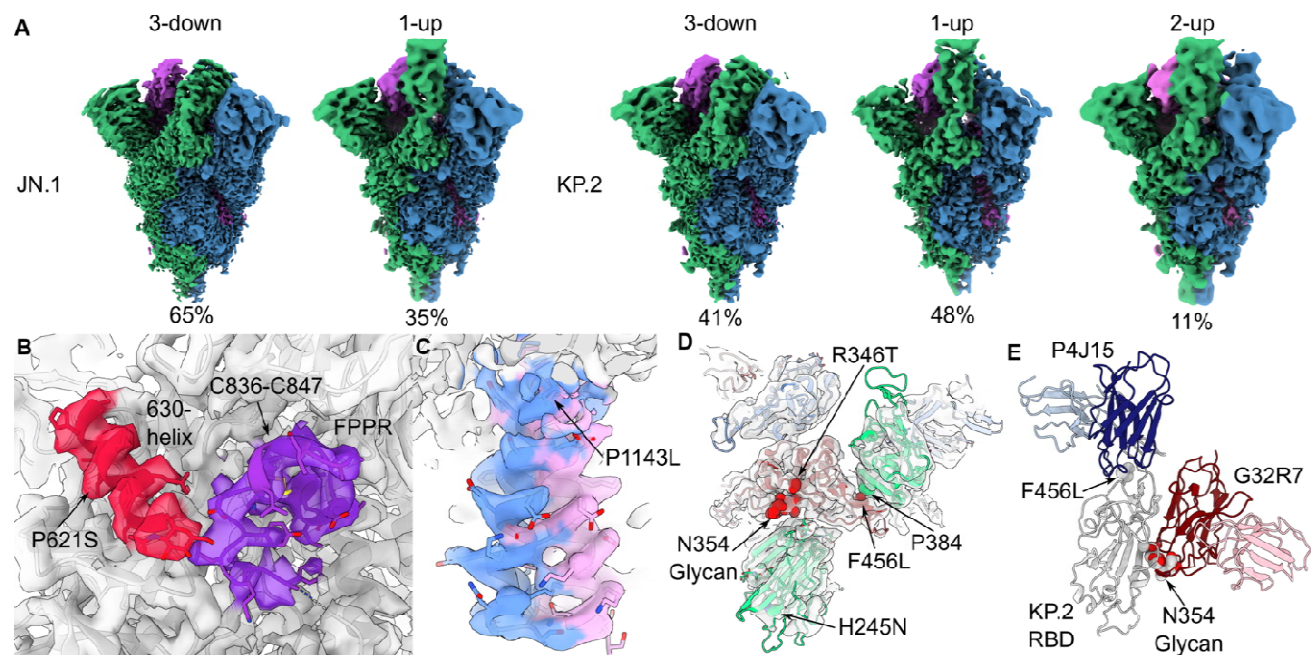 A
3-down
1-up
3-down
1-up
2-up
JN.1
KP.2
65%
35%
41%
48%
11%
B
630-
helix
C836-C847
FPPR
P621S
C
P1143L
D
R346T
N354
Glycan
F456L
P384
H245N
E
P4J15
G32R7
F456L
KP.2
RBD
N354
Glycan